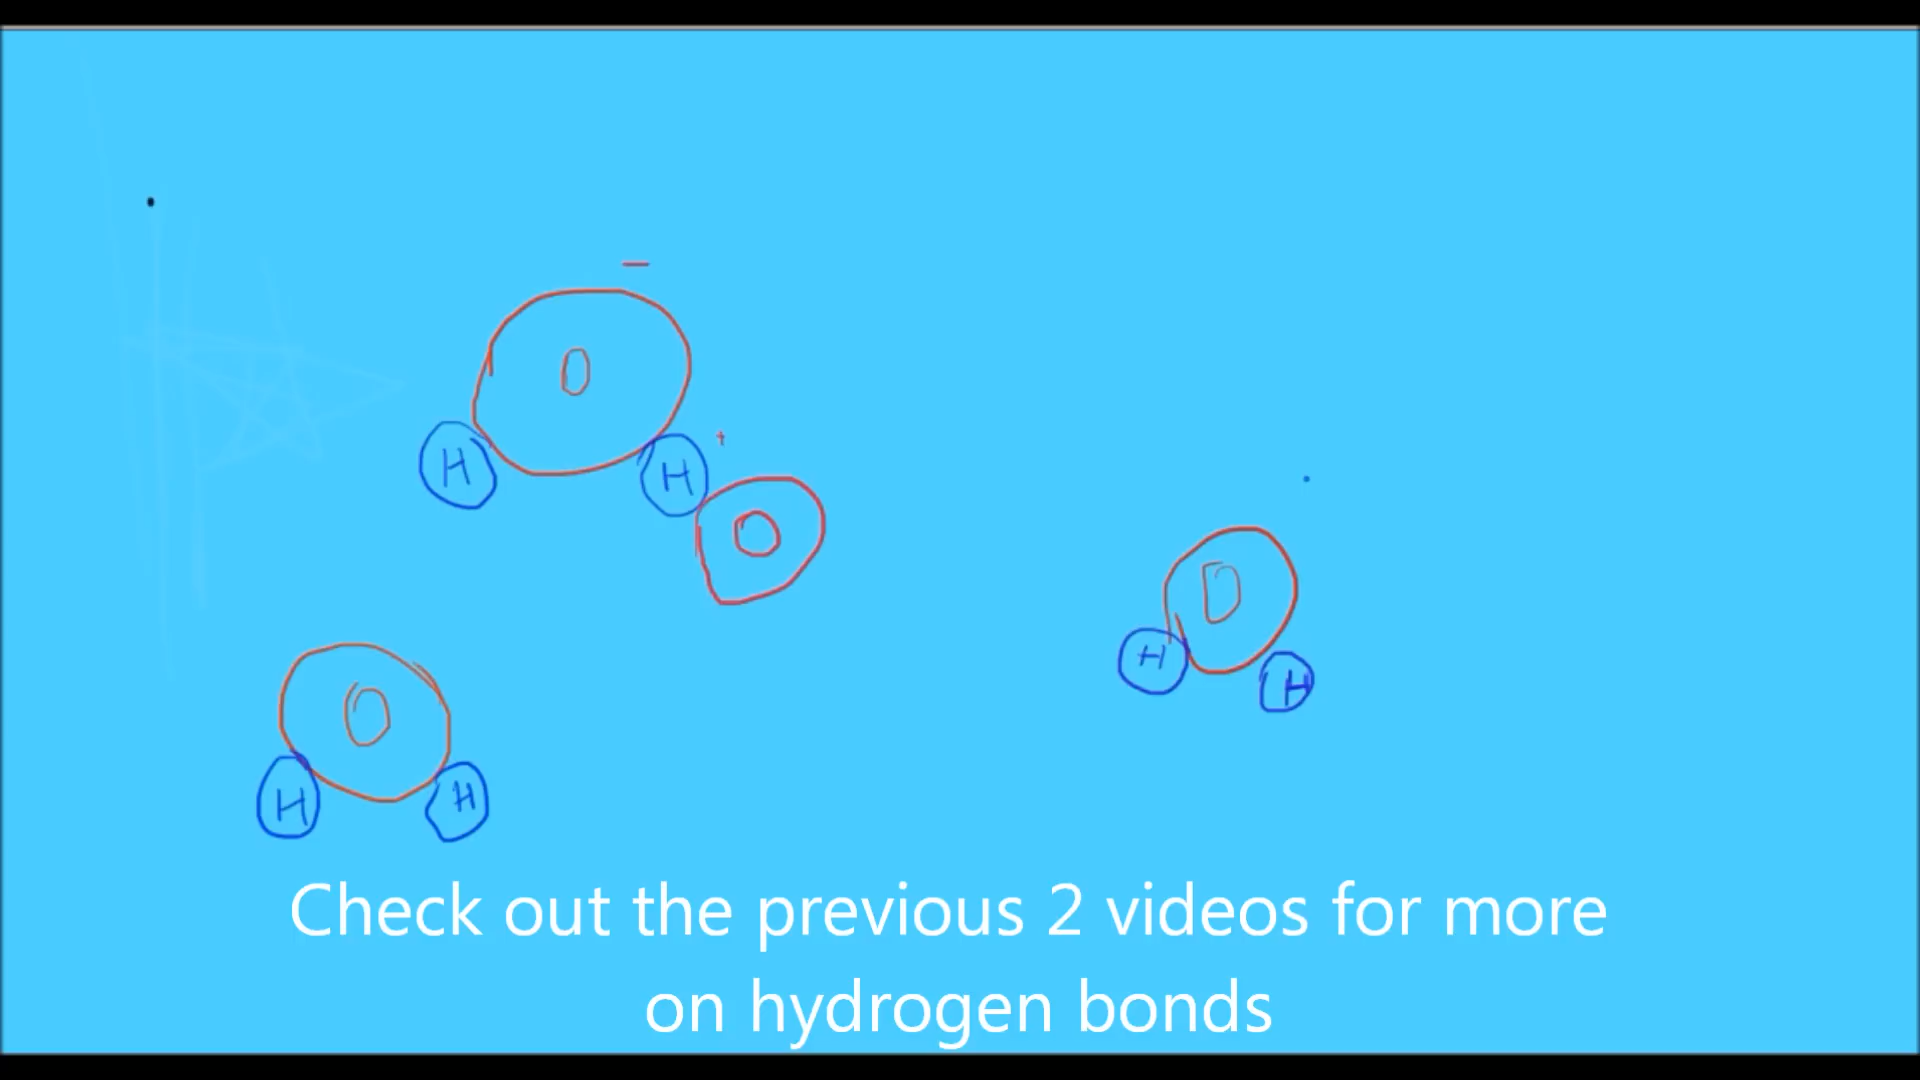 −
O
H H +
O
O
H H
O
H H
Check out the previous 2 videos for more
on hydrogen bonds